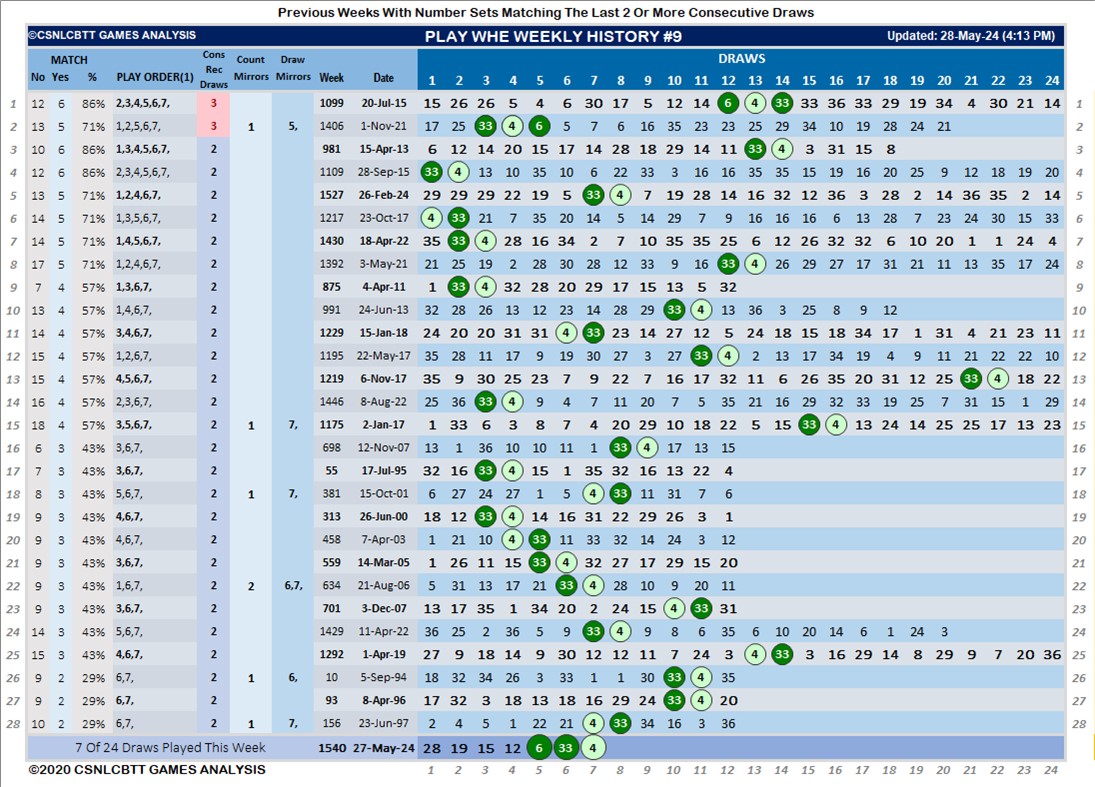 Previous Weeks With Number Sets Matching The Last 2 Or More Consecutive Draws
©CSNLCBTT GAMES ANALYSIS PLAY WHE WEEKLY HISTORY #9 Updated: 28-May-24 (4:13 PM)
MATCH Cons Rec Draws Count Mirrors Draw Mirrors DRAWS
No Yes % PLAY ORDER(1) Week Date 1 2 3 4 5 6 7 8 9 10 11 12 13 14 15 16 17 18 19 20 21 22 23 24
1 12 6 86% 2,3,4,5,6,7, 3 1099 20-Jul-15 15 26 26 5 4 6 30 17 5 12 14 6 4 33 33 36 33 29 19 34 4 30 21 14 1
2 13 5 71% 1,2,5,6,7, 3 1 5, 1406 1-Nov-21 17 25 33 4 6 5 7 6 16 35 23 23 25 29 34 10 19 28 24 21 2
3 10 6 86% 1,3,4,5,6,7, 2 981 15-Apr-13 6 12 14 20 15 17 14 28 18 29 14 11 33 4 3 31 15 8 3
4 12 6 86% 2,3,4,5,6,7, 2 1109 28-Sep-15 33 4 13 10 35 10 6 22 33 3 16 16 35 35 15 19 16 20 25 9 12 18 19 20 4
5 13 5 71% 1,2,4,6,7, 2 1527 26-Feb-24 29 29 29 22 19 5 33 4 7 19 28 14 16 32 12 36 3 28 2 14 36 35 2 14 5
6 14 5 71% 1,3,5,6,7, 2 1217 23-Oct-17 4 33 21 7 35 20 14 5 14 29 7 9 16 16 16 6 13 28 7 23 24 30 15 33 6
7 14 5 71% 1,4,5,6,7, 2 1430 18-Apr-22 35 33 4 28 16 34 2 7 10 35 35 25 6 12 26 32 32 6 10 20 1 1 24 4 7
8 17 5 71% 1,2,4,6,7, 2 1392 3-May-21 21 25 19 2 28 30 28 12 33 9 16 33 4 26 29 27 17 31 21 11 13 35 17 24 8
9 7 4 57% 1,3,6,7, 2 875 4-Apr-11 1 33 4 32 28 20 29 17 15 13 5 32 9
10 13 4 57% 1,4,6,7, 2 991 24-Jun-13 32 28 26 13 12 23 14 28 29 33 4 13 36 3 25 8 9 12 10
11 14 4 57% 3,4,6,7, 2 1229 15-Jan-18 24 20 20 31 31 4 33 23 14 27 12 5 24 18 15 18 34 17 1 31 4 21 23 11 11
12 15 4 57% 1,2,6,7, 2 1195 22-May-17 35 28 11 17 9 19 30 27 3 27 33 4 2 13 17 34 19 4 9 11 21 22 22 10 12
13 15 4 57% 4,5,6,7, 2 1219 6-Nov-17 35 9 30 25 23 7 9 22 7 16 17 32 11 6 26 35 20 31 12 25 33 4 18 22 13
14 16 4 57% 2,3,6,7, 2 1446 8-Aug-22 25 36 33 4 9 4 7 11 20 7 5 35 21 16 29 32 33 19 25 7 31 15 1 29 14
15 18 4 57% 3,5,6,7, 2 1 7, 1175 2-Jan-17 1 33 6 3 8 7 4 20 29 10 18 22 5 15 33 4 13 24 14 25 25 17 13 23 15
16 6 3 43% 3,6,7, 2 698 12-Nov-07 13 1 36 10 10 11 1 33 4 17 13 15 16
17 7 3 43% 3,6,7, 2 55 17-Jul-95 32 16 33 4 15 1 35 32 16 13 22 4 17
18 8 3 43% 5,6,7, 2 1 7, 381 15-Oct-01 6 27 24 27 1 5 4 33 11 31 7 6 18
19 9 3 43% 4,6,7, 2 313 26-Jun-00 18 12 33 4 14 16 31 22 29 26 3 1 19
20 9 3 43% 4,6,7, 2 458 7-Apr-03 1 21 10 4 33 11 33 32 14 24 3 12 20
21 9 3 43% 3,6,7, 2 559 14-Mar-05 1 26 11 15 33 4 32 27 17 29 15 20 21
22 9 3 43% 1,6,7, 2 2 6,7, 634 21-Aug-06 5 31 13 17 21 33 4 28 10 9 20 11 22
23 9 3 43% 3,6,7, 2 701 3-Dec-07 13 17 35 1 34 20 2 24 15 4 33 31 23
24 14 3 43% 5,6,7, 2 1429 11-Apr-22 36 25 2 36 5 9 33 4 9 8 6 35 6 10 20 14 6 1 24 3 24
25 15 3 43% 4,6,7, 2 1292 1-Apr-19 27 9 18 14 9 30 12 12 11 7 24 3 4 33 3 16 29 14 8 29 9 7 20 36 25
26 9 2 29% 6,7, 2 1 6, 10 5-Sep-94 18 32 34 26 3 33 1 1 30 33 4 35 26
27 9 2 29% 6,7, 2 93 8-Apr-96 17 32 3 18 13 18 16 29 24 33 4 20 27
28 10 2 29% 6,7, 2 1 7, 156 23-Jun-97 2 4 5 1 22 21 4 33 34 16 3 36 28
7 Of 24 Draws Played This Week 1540 27-May-24 28 19 15 12 6 33 4
©2020 CSNLCBTT GAMES ANALYSIS 1 2 3 4 5 6 7 8 9 10 11 12 13 14 15 16 17 18 19 20 21 22 23 24